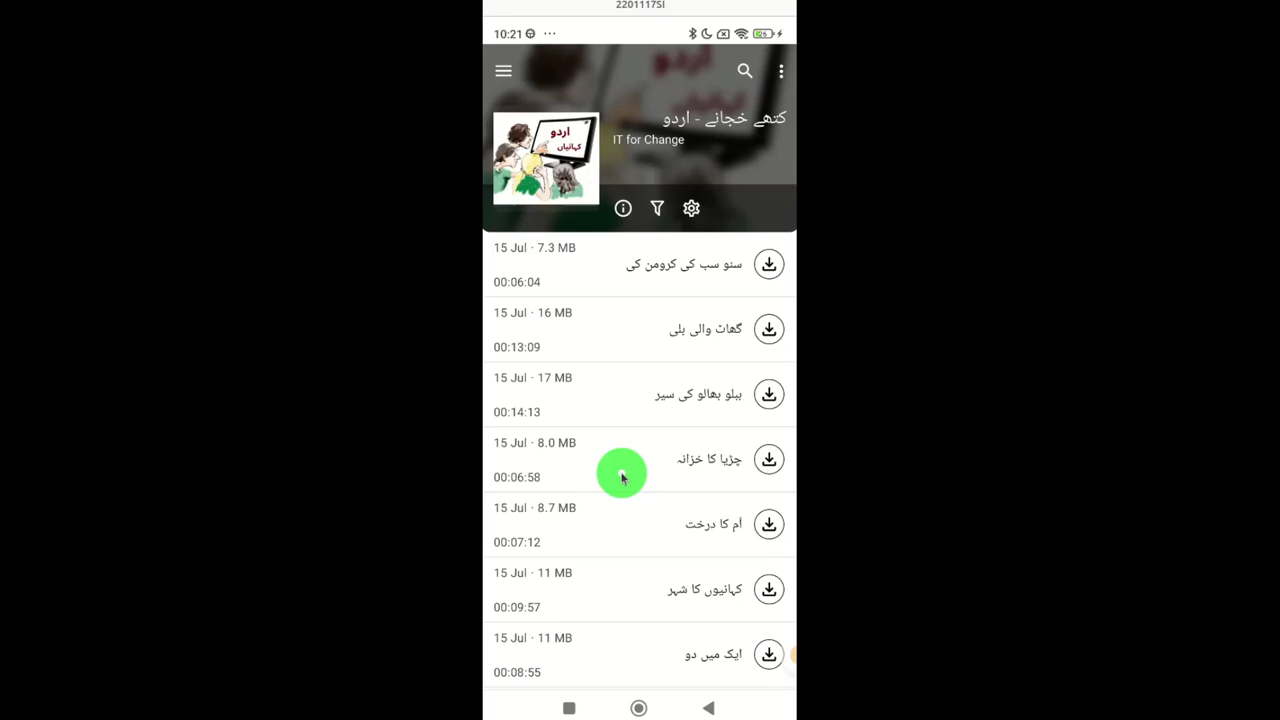 2201117SI
10:21
26
کتھے خجانے - اردو
IT for Change
اردو
کہانیاں
15 Jul · 7.3 MB
سنو سب کی کرومن کی
00:06:04
15 Jul · 16 MB
گھاٹ والی بلی
00:13:09
15 Jul · 17 MB
ببلو بھالو کی سیر
00:14:13
15 Jul · 8.0 MB
چڑیا کا خزانہ
00:06:58
15 Jul · 8.7 MB
آم کا درخت
00:07:12
15 Jul · 11 MB
کہانیوں کا شہر
00:09:57
15 Jul · 11 MB
ایک میں دو
00:08:55